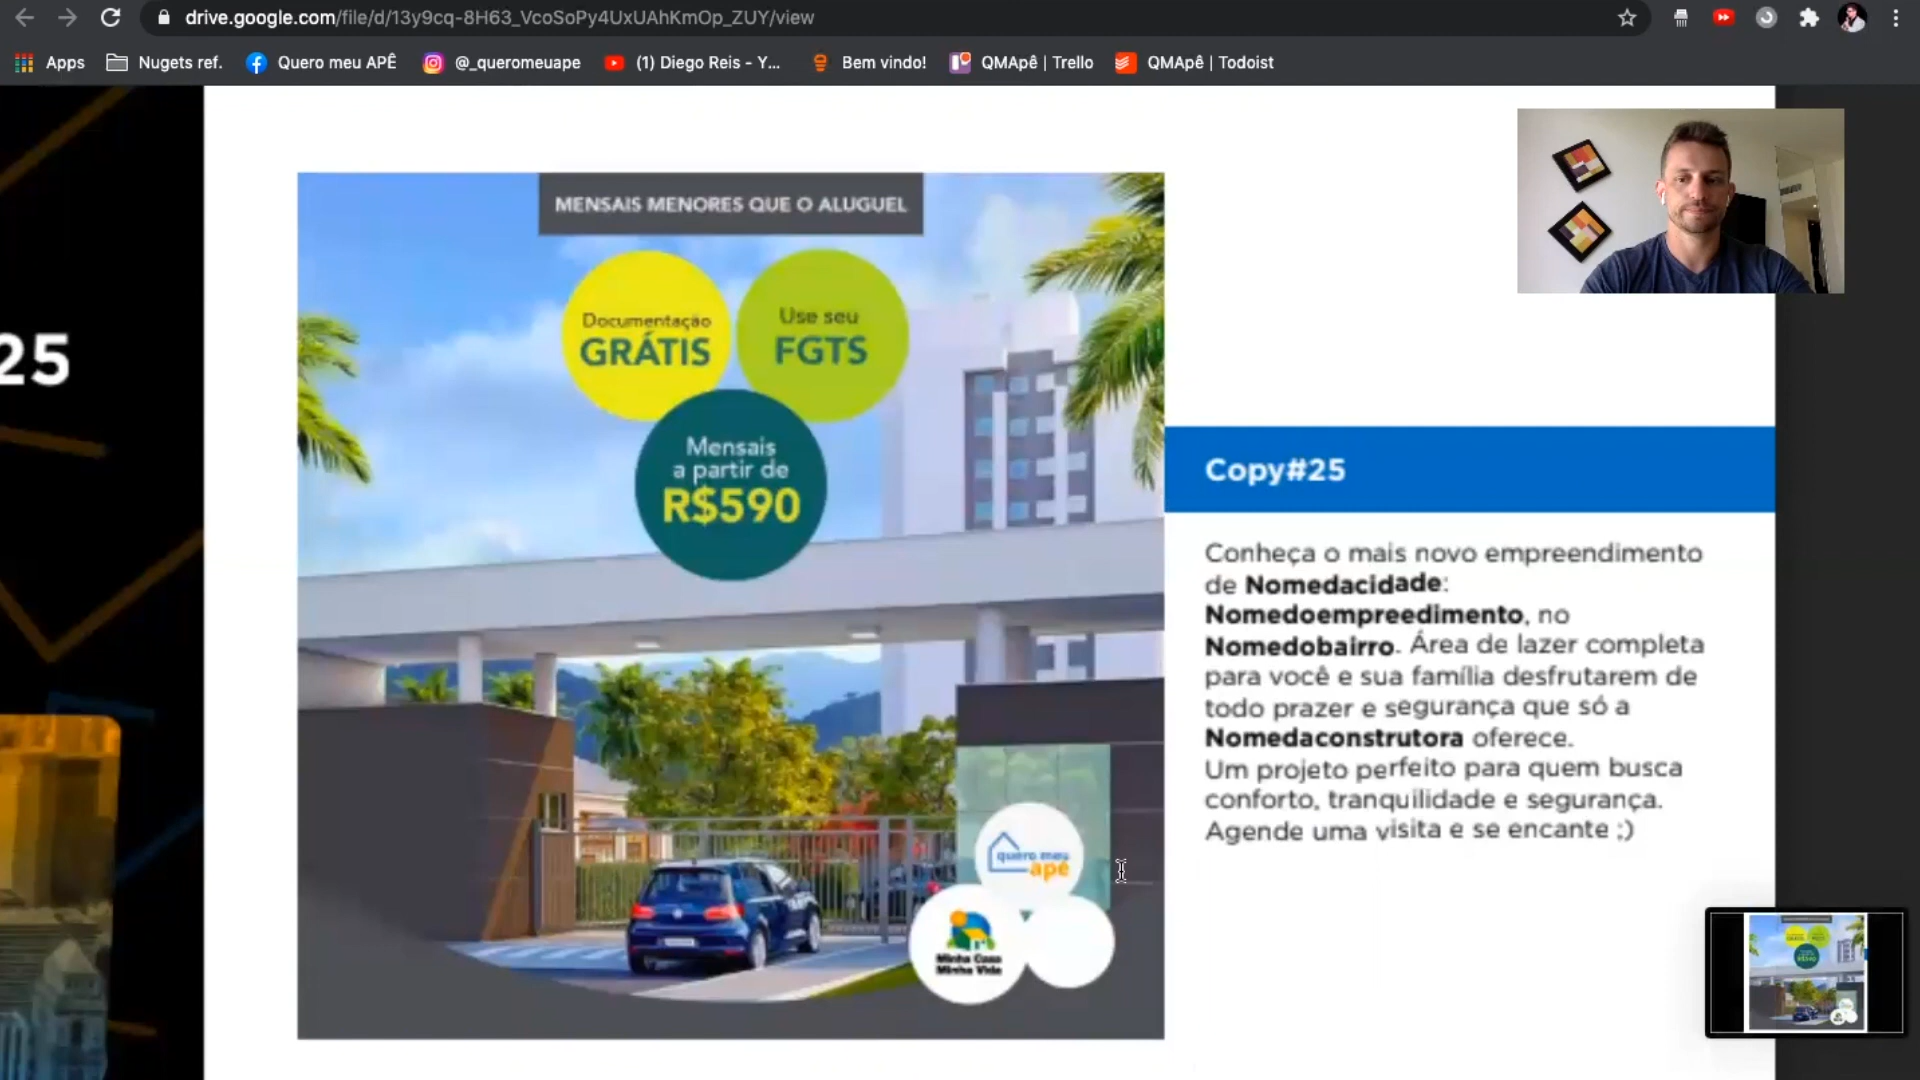 drive.google.com/file/d/13y9cq-8H63_VcoSoPy4UxUAhKmOp_ZUY/view
Apps
Nugets ref.
Quero meu APÊ
@_queromeuape
(1) Diego Reis - Y...
Bem vindo!
QMApê | Trello
QMApê | Todoist
25
MENSAIS MENORES QUE O ALUGUEL
Documentação
GRÁTIS
Use seu
FGTS
Mensais
a partir de
R$590
quero meu
apê
Minha Casa
Minha Vida
Copy#25
Conheça o mais novo empreendimento
de Nomedacidade:
Nomedoempreedimento, no
Nomedobairro. Área de lazer completa
para você e sua família desfrutarem de
todo prazer e segurança que só a
Nomedaconstrutora oferece.
Um projeto perfeito para quem busca
conforto, tranquilidade e segurança.
Agende uma visita e se encante ;)